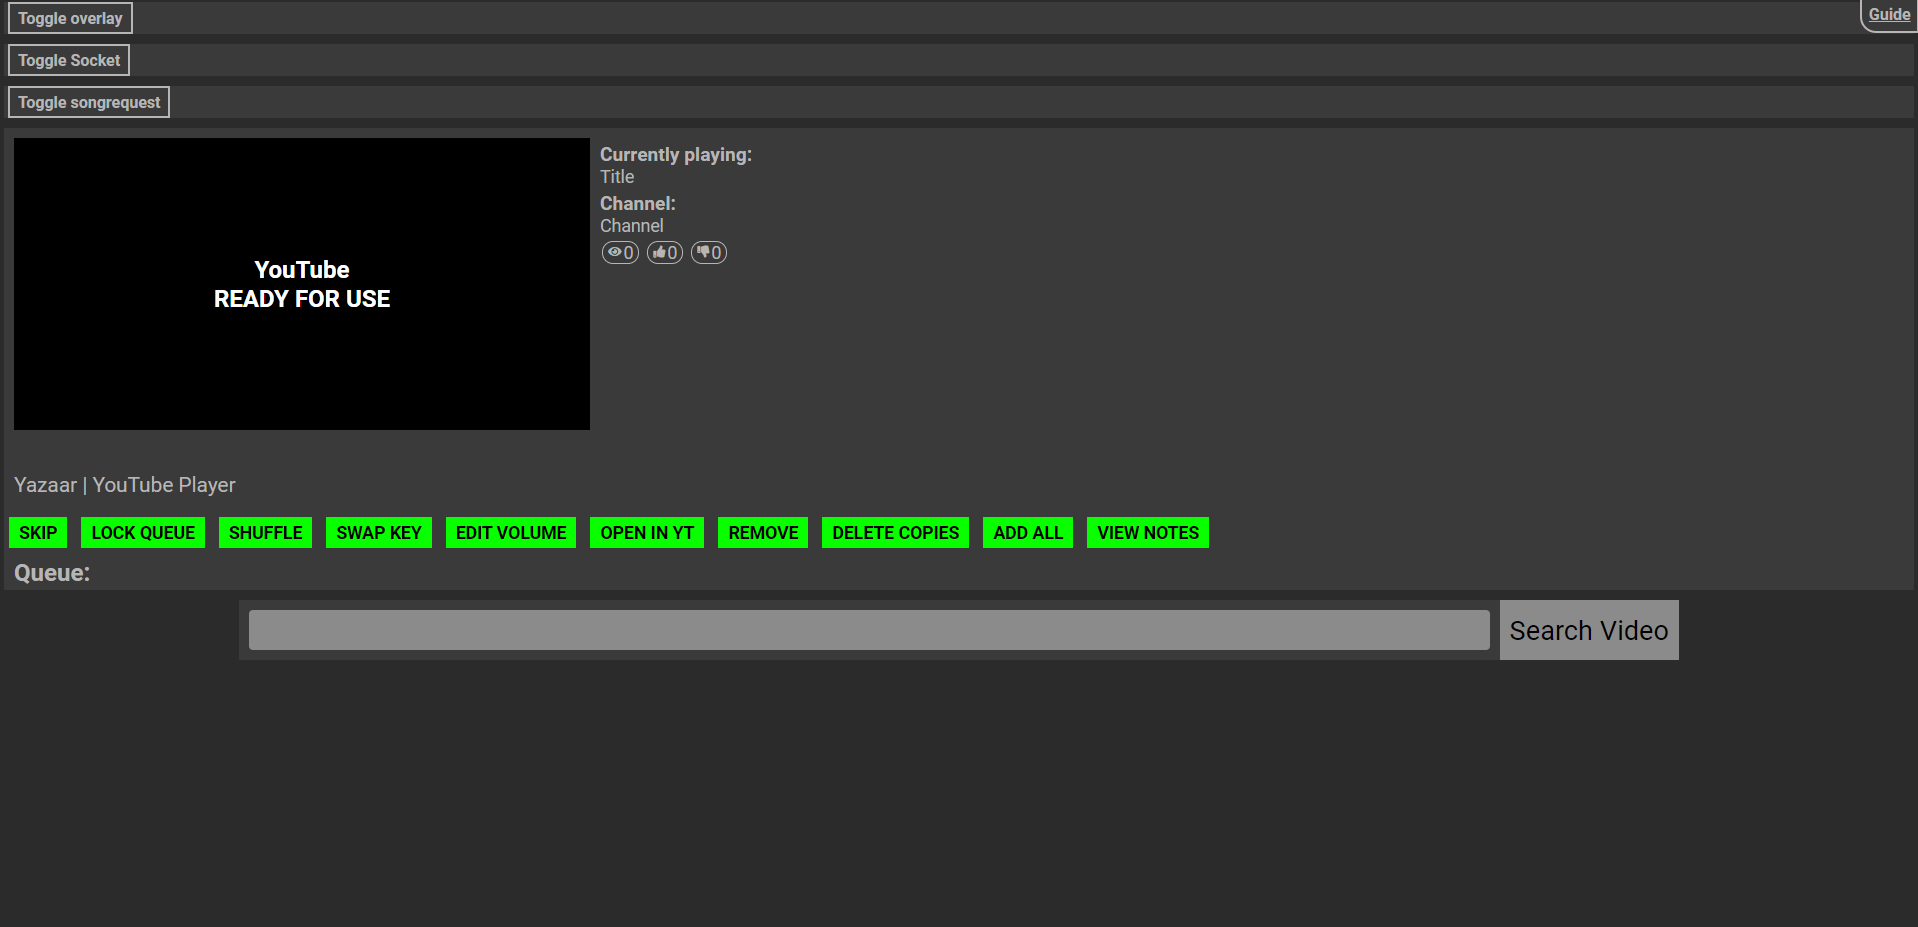 Toggle overlay
Guide
Toggle Socket
Toggle songrequest
YouTube
READY FOR USE
Currently playing:
Title
Channel:
Channel
0 0 0
Yazaar | YouTube Player
SKIP LOCK QUEUE SHUFFLE SWAP KEY EDIT VOLUME OPEN IN YT REMOVE DELETE COPIES ADD ALL VIEW NOTES
Queue:
Search Video